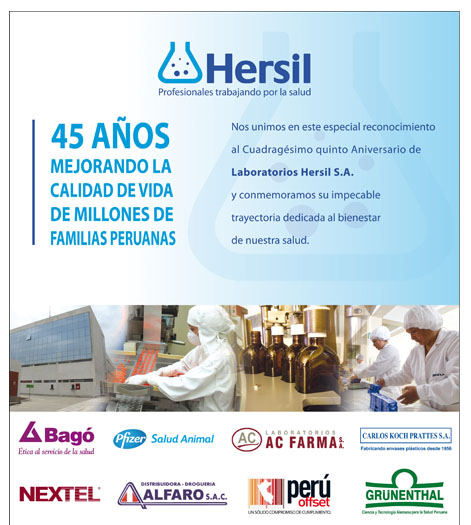 Hersil
Profesionales trabajando por la salud
45 AÑOS
MEJORANDO LA
CALIDAD DE VIDA
DE MILLONES DE
FAMILIAS PERUANAS
Nos unimos en este especial reconocimiento
al Cuadragésimo quinto Aniversario de
Laboratorios Hersil S.A.
y conmemoramos su impecable
trayectoria dedicada al bienestar
de nuestra salud.
Bagó
Ética al servicio de la salud
Pfizer Salud Animal
AC
LABORATORIOS
AC FARMA S.A.
CARLOS KOCH PRATTES S.A.
Fabricando envases plásticos desde 1956
NEXTEL
DISTRIBUIDORA - DROGUERIA
ALFARO S.A.C.
perú
offset
UN SÓLIDO COMPROMISO DE CUMPLIMIENTO.
GRUNENTHAL
Ciencia y Tecnología Alemana para la Salud Peruana